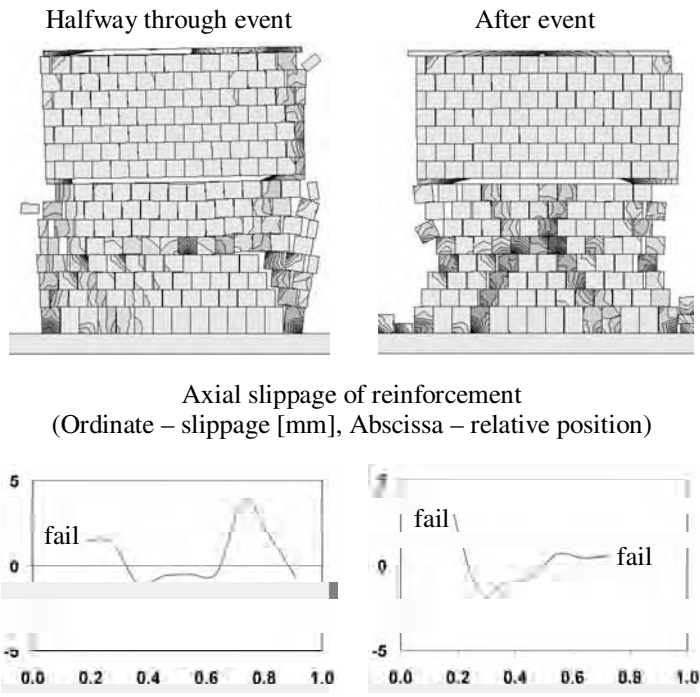 Halfway through event
After event
Axial slippage of reinforcement
(Ordinate – slippage [mm], Abscissa – relative position)
5
fail
0
-5
0.0 0.2 0.4 0.6 0.8 1.0
fail
0
fail
-5
0.0 0.2 0.4 0.6 0.8 1.0